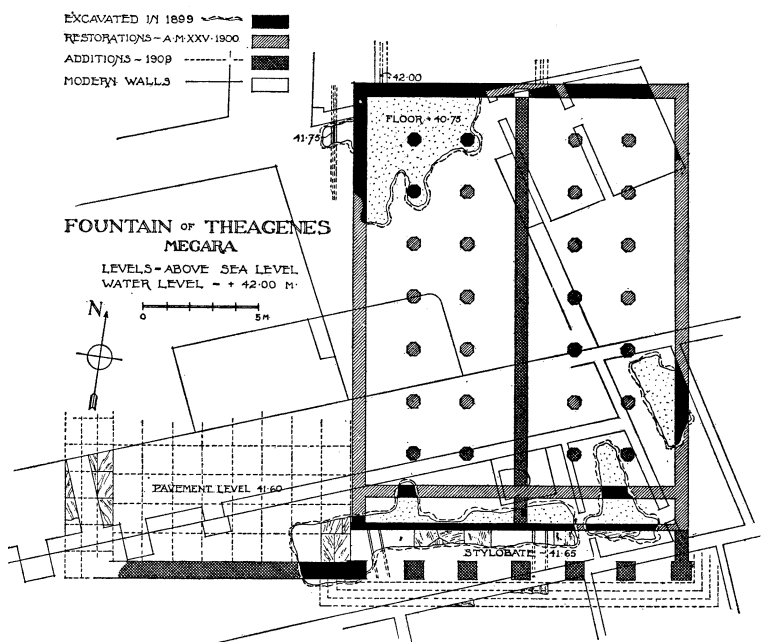 EXCAVATED IN 1899
RESTORATIONS - A·M·XXV·1900
ADDITIONS - 1909
MODERN WALLS
42·00
41·75
FLOOR + 40·75
FOUNTAIN OF THEAGENES
MEGARA
LEVELS - ABOVE SEA LEVEL
WATER LEVEL - + 42·00 M·
0 5M
N
PAVEMENT LEVEL 41·60
STYLOBATE - 41·65